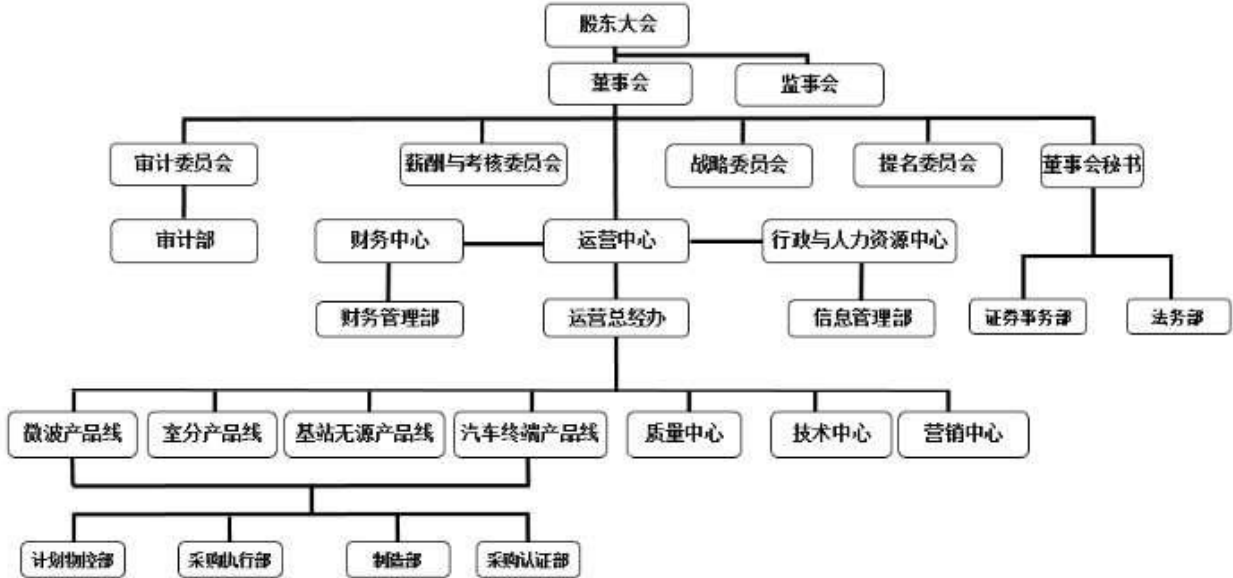 股东大会
董事会
监事会
审计委员会
薪酬与考核委员会
战略委员会
提名委员会
董事会秘书
审计部
财务中心
运营中心
行政与人力资源中心
财务管理部
运营总经办
信息管理部
证券事务部
法务部
微波产品线
室分产品线
基站无源产品线
汽车终端产品线
质量中心
技术中心
营销中心
计划物控部
采购执行部
制造部
采购认证部